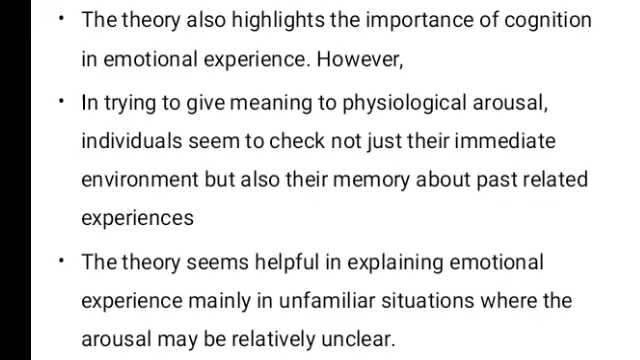 • The theory also highlights the importance of cognition
in emotional experience. However,
• In trying to give meaning to physiological arousal,
individuals seem to check not just their immediate
environment but also their memory about past related
experiences
• The theory seems helpful in explaining emotional
experience mainly in unfamiliar situations where the
arousal may be relatively unclear.